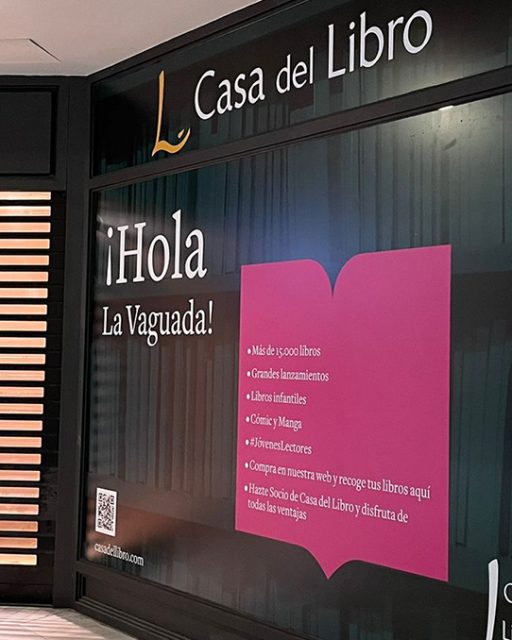 Casa del Libro
¡Hola
La Vaguada!
• Más de 15.000 libros
• Grandes lanzamientos
• Libros infantiles
• Cómic y Manga
• #JóvenesLectores
• Compra en nuestra web y recoge tus libros aquí
• Hazte Socio de Casa del Libro y disfruta de
todas las ventajas
casadellibro.com